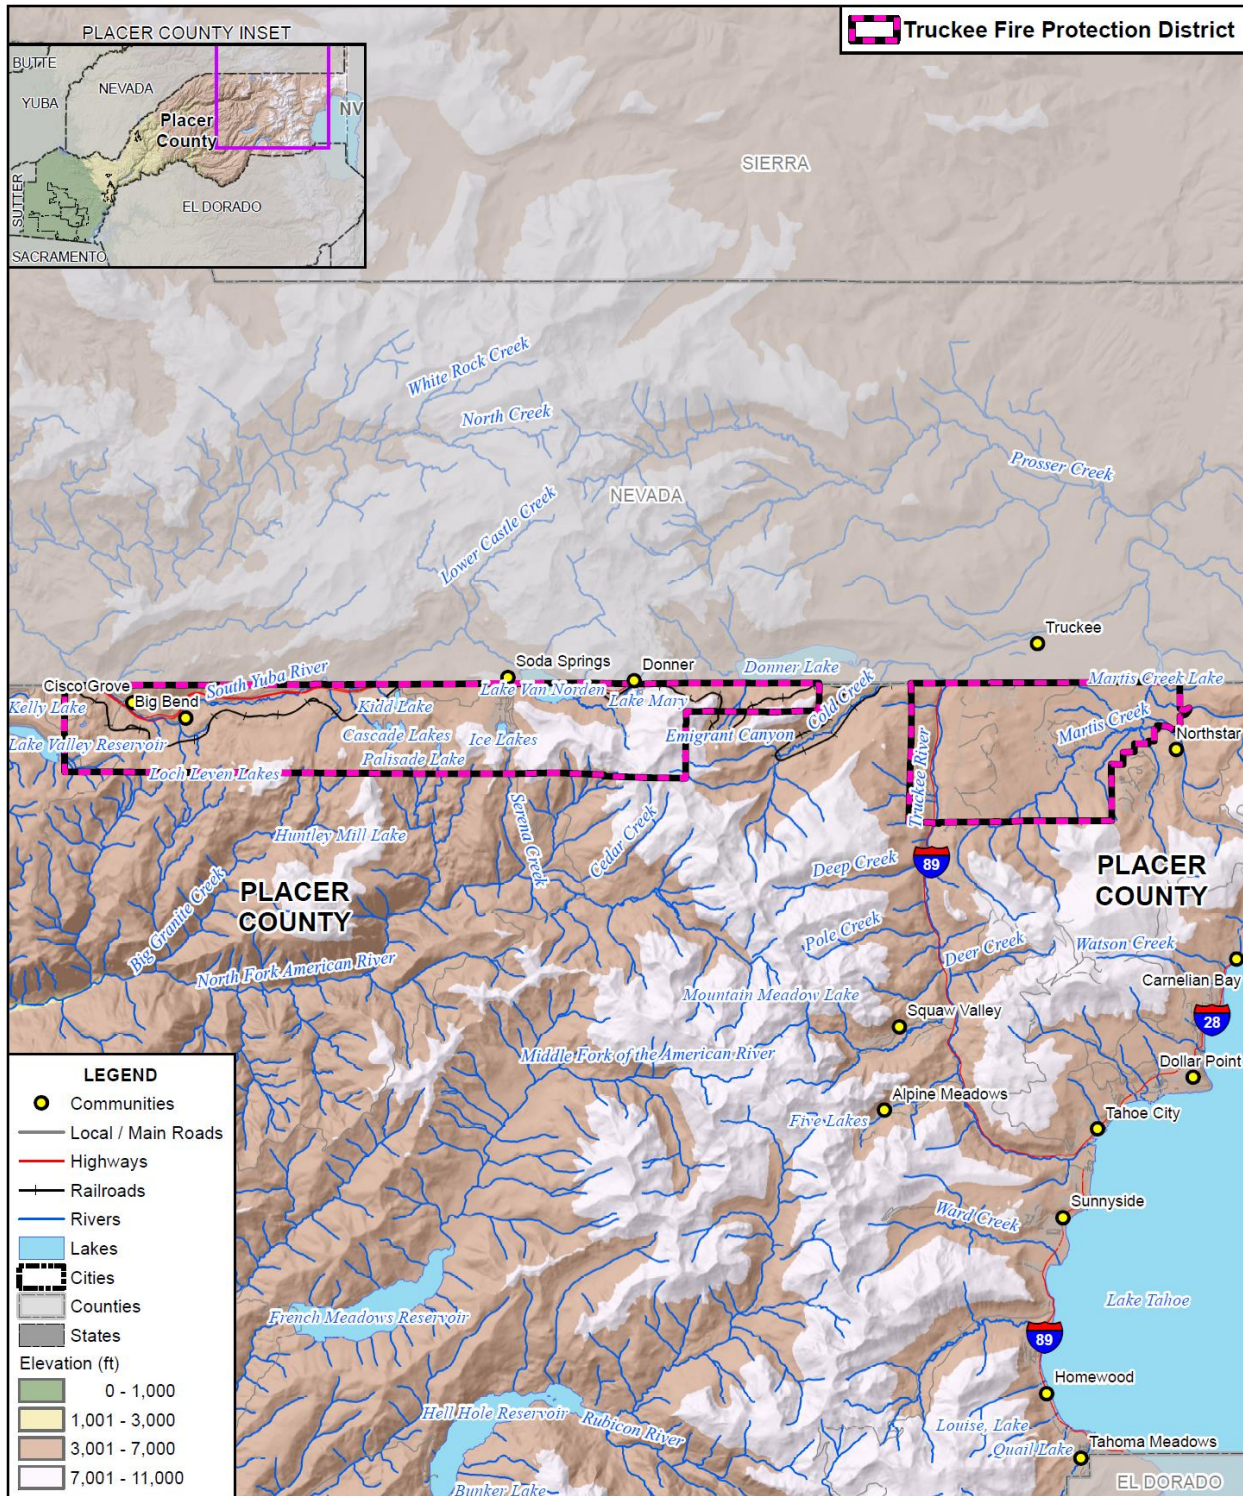 Truckee Fire Protection District
PLACER COUNTY INSET
BUTTE
NEVADA
YUBA
NV
Placer
County
SUTTER
EL DORADO
SACRAMENTO
SIERRA
White Rock Creek
North Creek
Prosser Creek
NEVADA
Lower Castle Creek
Truckee
Soda Springs
Donner
Donner Lake
Cisco Grove
South Yuba River
Lake Van Norden
Martis Creek Lake
Kelly Lake
Big Bend
Kidd Lake
Lake Mary
Cold Creek
Lake Valley Reservoir
Cascade Lakes
Ice Lakes
Emigrant Canyon
Martis Creek
Northstar
Palisade Lake
Loch Leven Lakes
Truckee River
Huntley Mill Lake
Serena Creek
Cedar Creek
Deep Creek
89
PLACER
COUNTY
PLACER
COUNTY
Big Granite Creek
Pole Creek
Deer Creek
Watson Creek
North Fork American River
Carnelian Bay
Mountain Meadow Lake
Squaw Valley
28
Middle Fork of the American River
Dollar Point
Alpine Meadows
Five Lakes
Tahoe City
Sunnyside
Ward Creek
Lake Tahoe
French Meadows Reservoir
89
Homewood
Hell Hole Reservoir
Rubicon River
Louise, Lake
Quail Lake
Tahoma Meadows
Bunker Lake
EL DORADO
LEGEND
Communities
Local / Main Roads
Highways
Railroads
Rivers
Lakes
Cities
Counties
States
Elevation (ft)
0 - 1,000
1,001 - 3,000
3,001 - 7,000
7,001 - 11,000